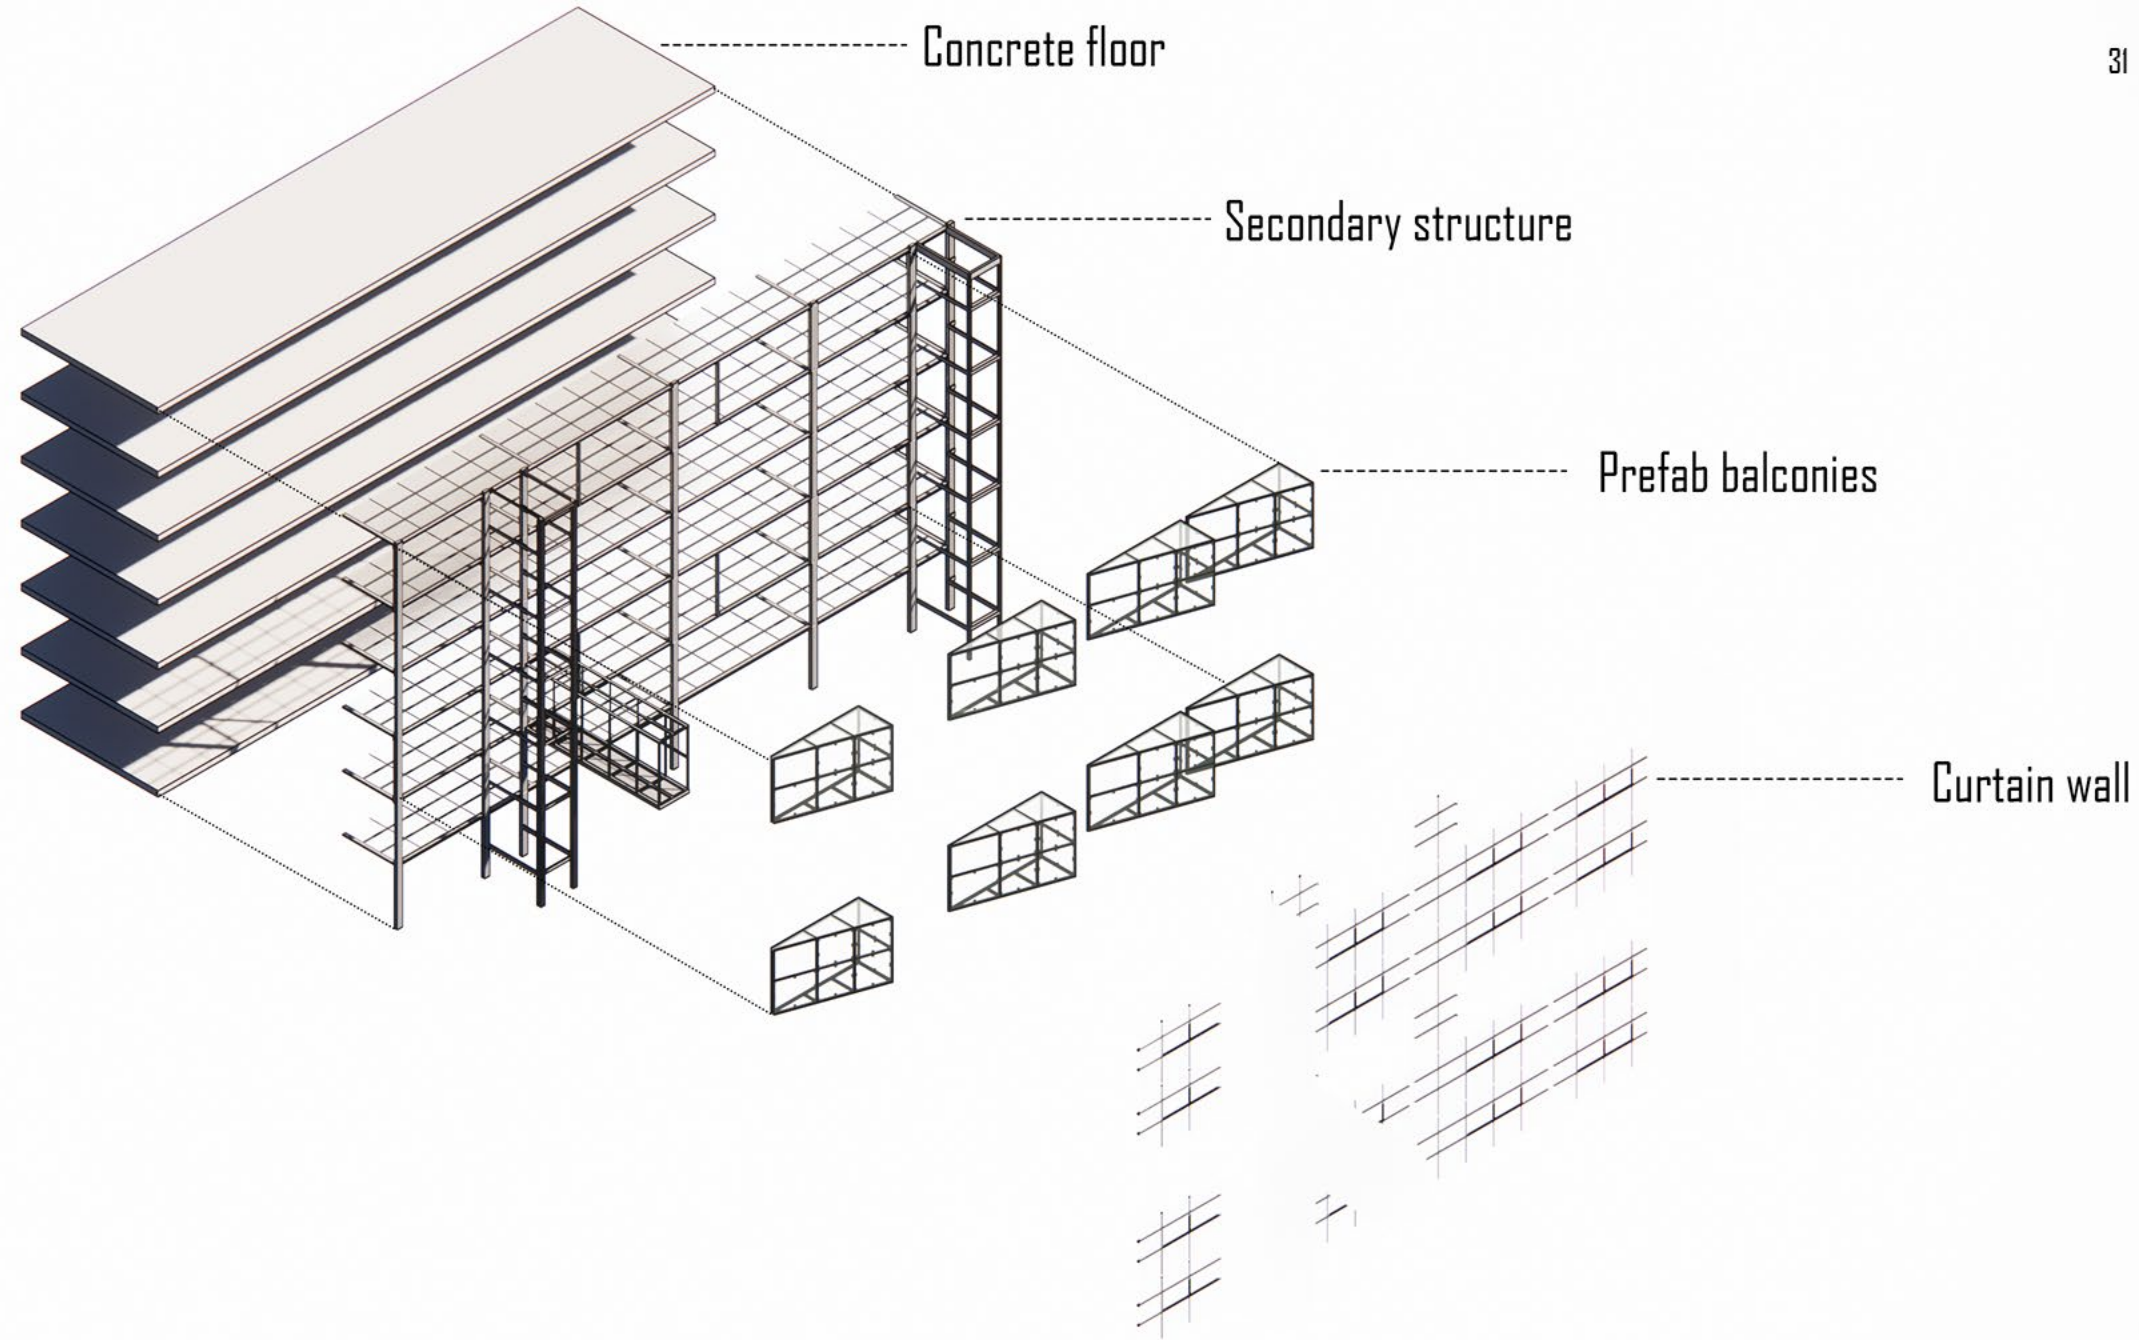 Concrete floor
31
Secondary structure
Prefab balconies
Curtain wall